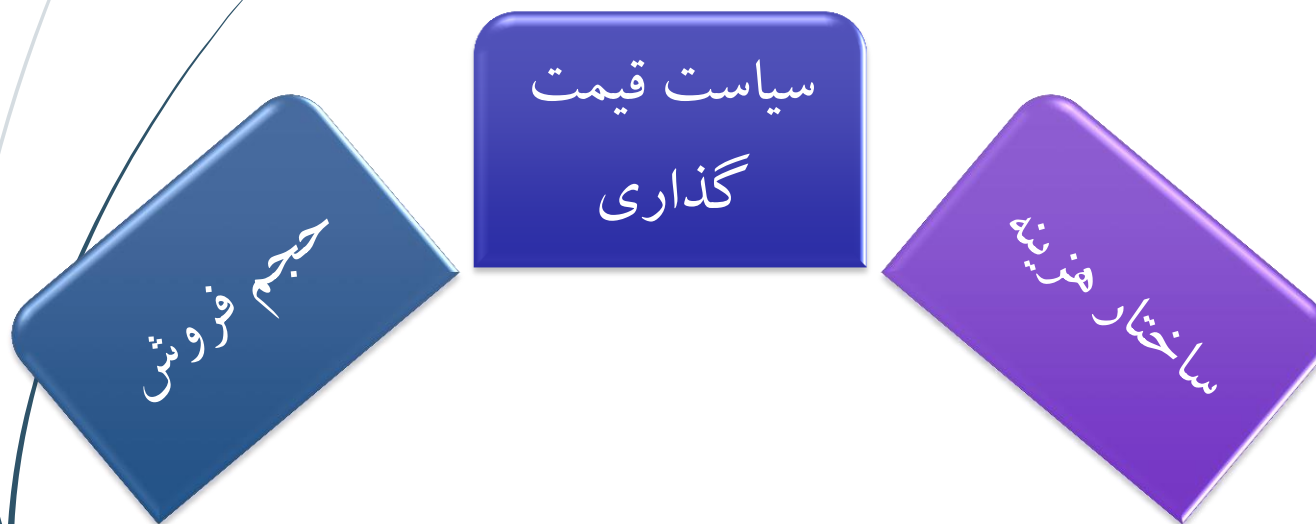 سیاست قیمت
گذاری
ساختار هزینه
حجم فروش